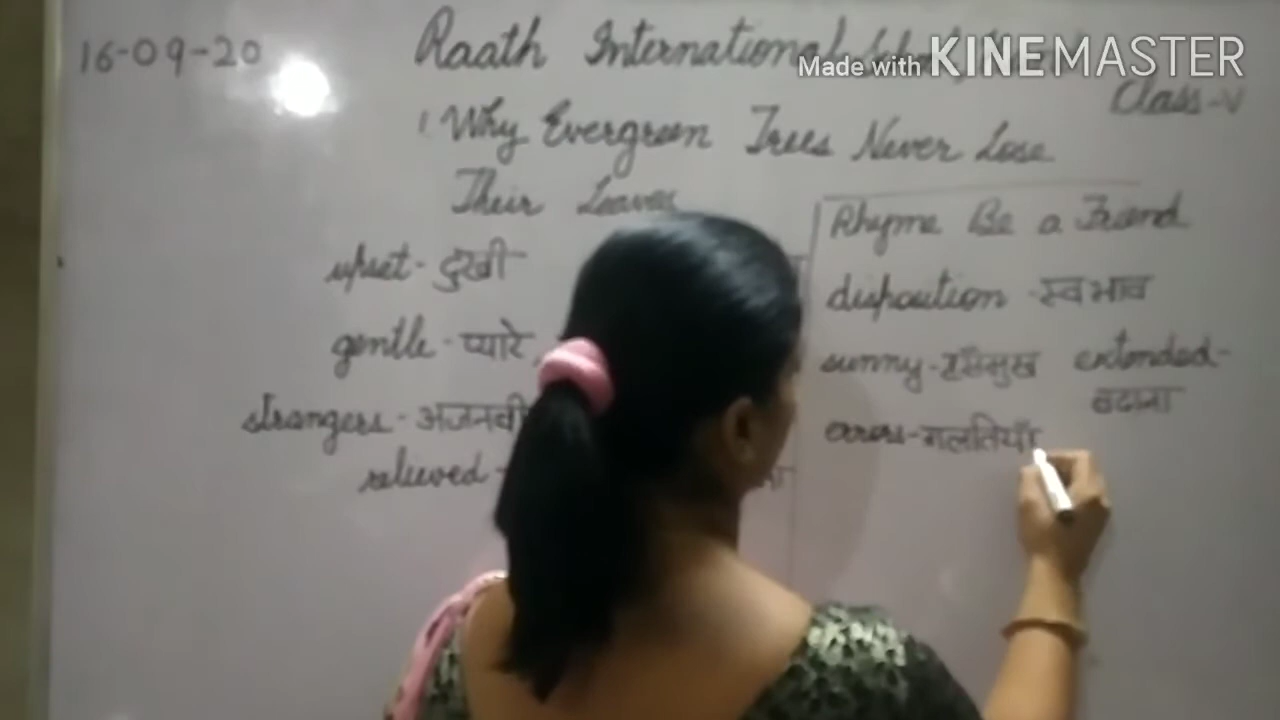 16-09-20
Raath International
Made with KINEMASTER
Class-V
1. Why Evergreen Trees Never Lose
Their Leaves
upset - दुखी
gentle - प्यारे
strangers - अजनबी
relieved -
Rhyme Be a Friend
disposition - स्वभाव
sunny - हँसमुख extended -
बढाना
errors - गलतियाँ